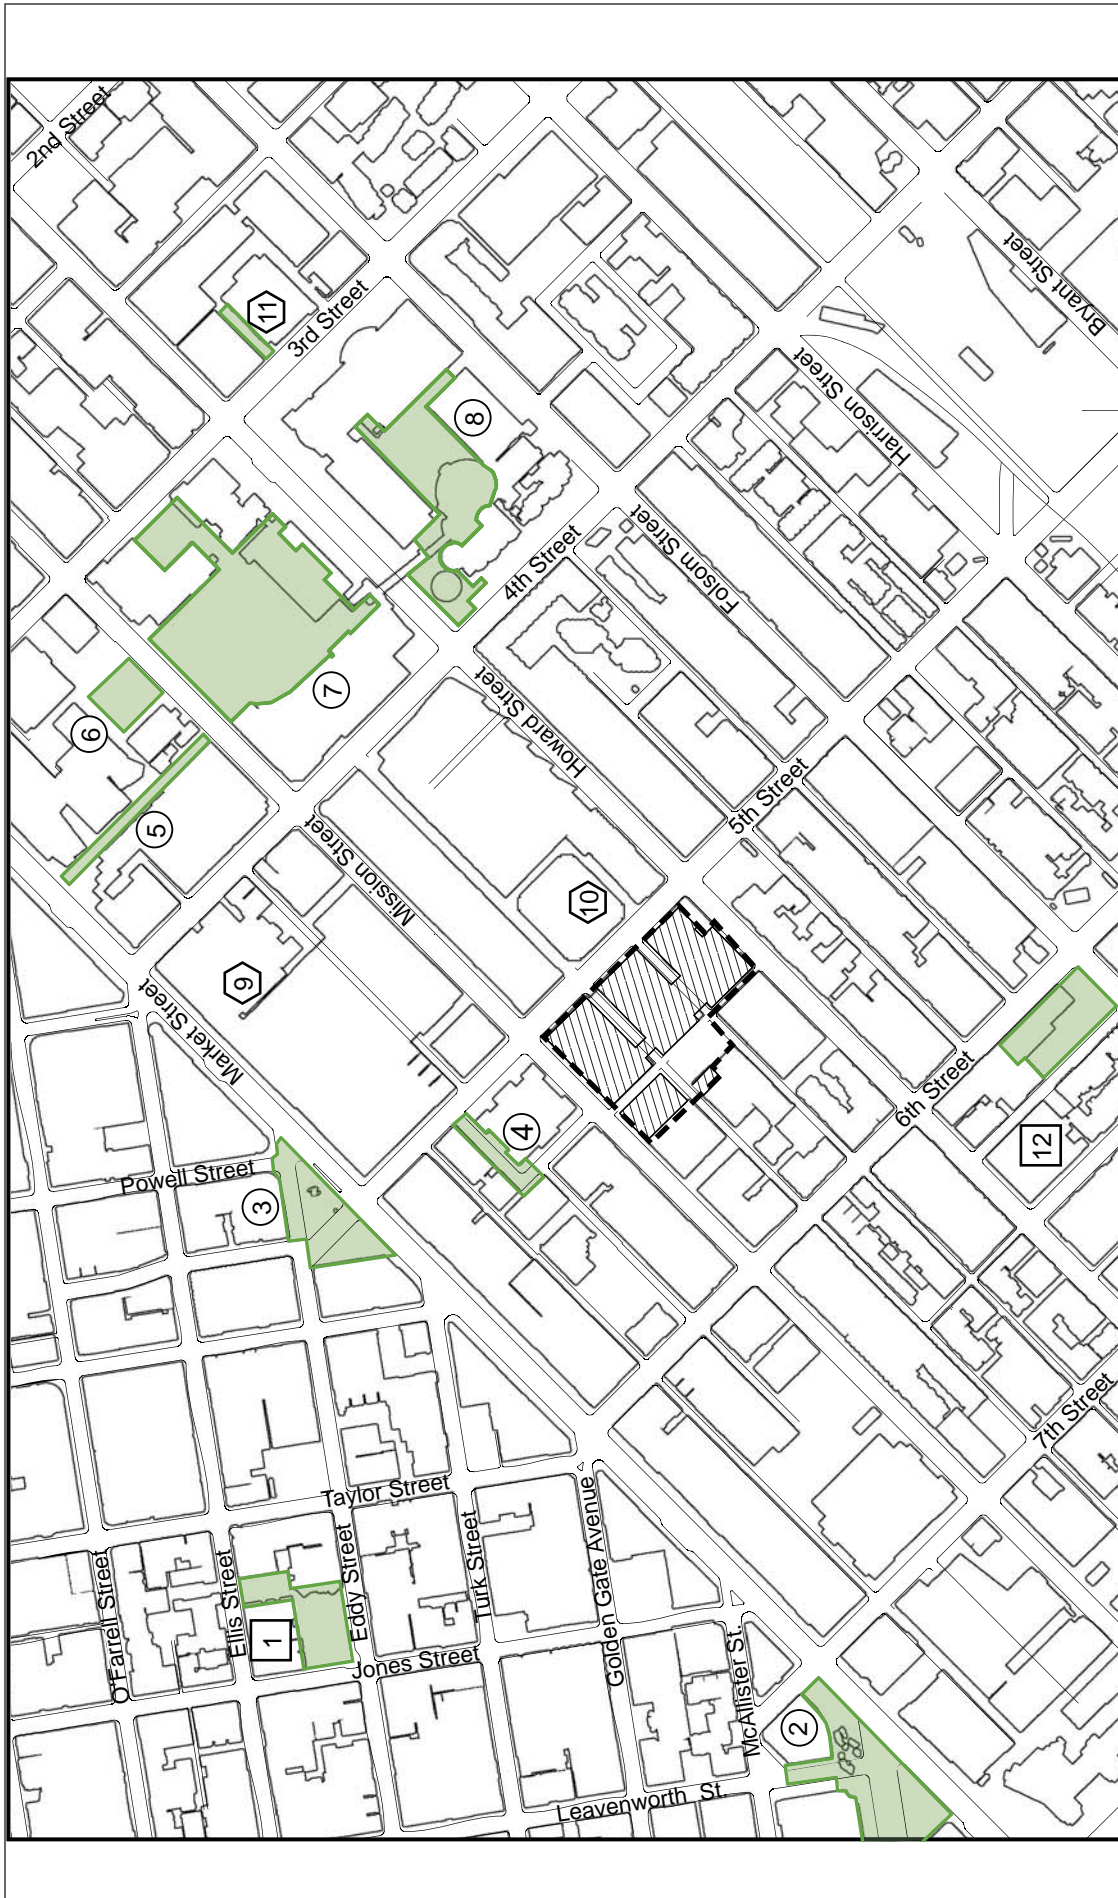 2nd Street
11
3rd Street
Bryant Street
Harrison Street
8
Folsom Street
4th Street
7
6
5
Howard Street
5th Street
Mission Street
10
9
Market Street
4
6th Street
12
Powell Street
3
7th Street
Taylor Street
O'Farrell Street
Ellis Street
Eddy Street
Turk Street
Golden Gate Avenue
1
Jones Street
McAllister St.
2
Leavenworth St.